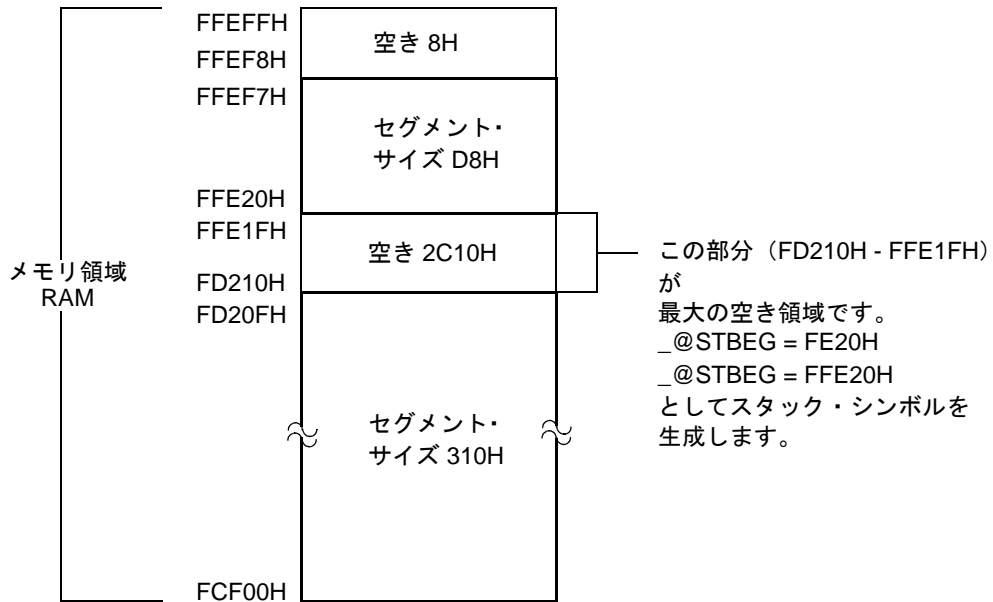 FFEFFH
空き 8H
FFEF8H
FFEF7H
セグメント・
サイズ D8H
FFE20H
FFE1FH
空き 2C10H
FD210H
FD20FH
メモリ領域
RAM
この部分（FD210H - FFE1FH）
が
最大の空き領域です。
_@STBEG = FE20H
_@STBEG = FFE20H
としてスタック・シンボルを
生成します。
セグメント・
サイズ 310H
FCF00H